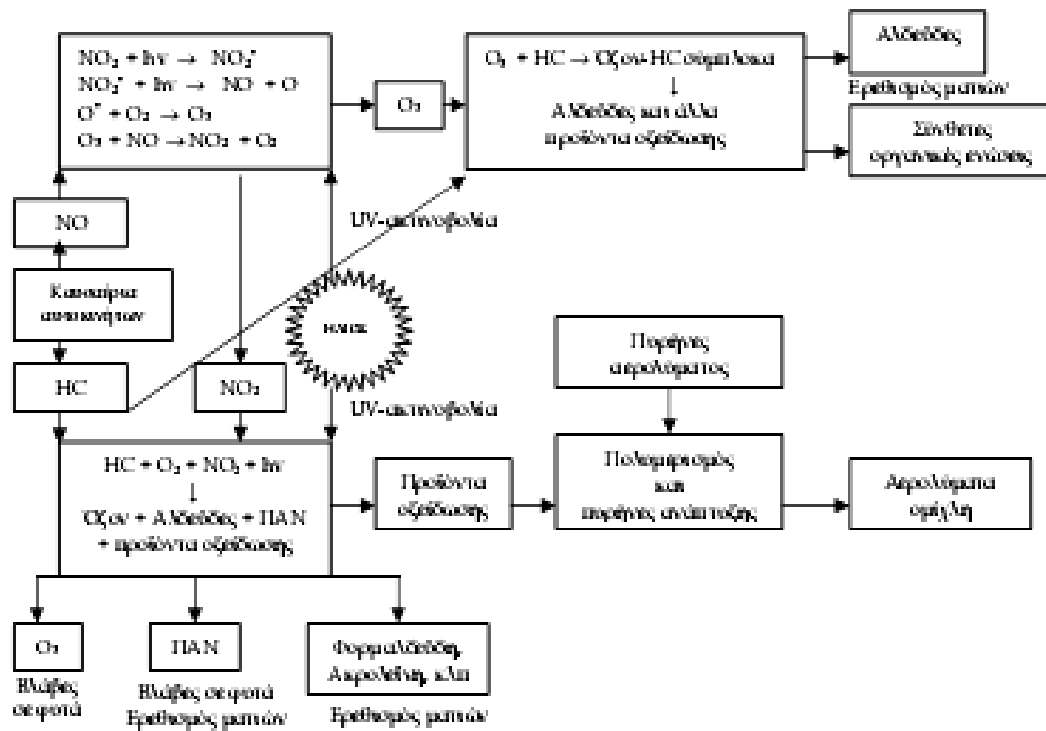 NO₂ + hν → NO₂*
NO₂* + hν → NO + O
O* + O₂ → O₃
O₃ + NO → NO₂ + O₂
O₃
O₃ + HC → Όζον-HC σύμπλοκα
↓
Αλδεΰδες και άλλα
προϊόντα οξείδωσης
Αλδεΰδες
Ερεθισμός ματιών
Σύνθετες
οργανικές ενώσεις
NO
UV-ακτινοβολία
Καυσαέρια
αυτοκινήτων
HC
NO₂
UV-ακτινοβολία
Πυρήνες
αερολύματος
HC + O₂ + NO₂ + hν
↓
Όζον + Αλδεΰδες + ΠΑΝ
+ προϊόντα οξείδωσης
Προϊόντα
οξείδωσης
Πολυμερισμός
και
πυρήνες ανάπτυξης
Αερολύματα
ομίχλη
O₃
Βλάβες
σε φυτά
ΠΑΝ
Βλάβες σε φυτά
Ερεθισμός ματιών
Φορμαλδεΰδη,
Ακρολεΐνη, κλπ
Ερεθισμός ματιών